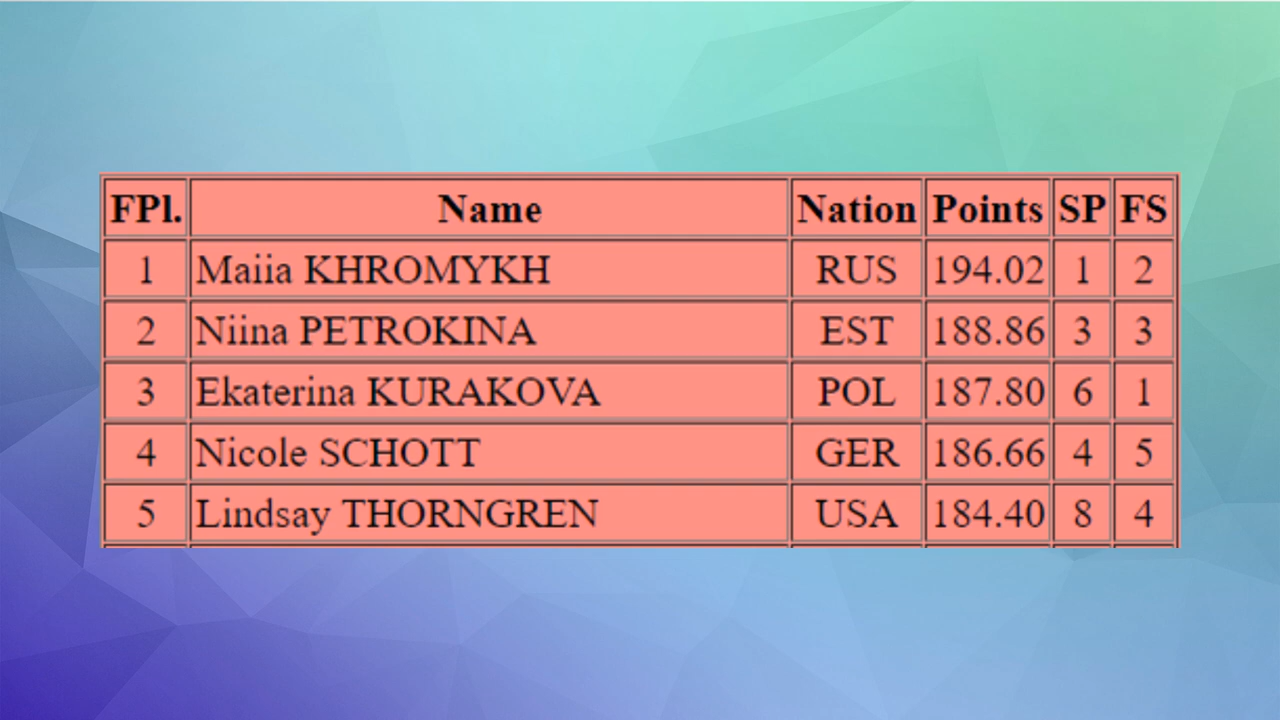 FPl. Name Nation Points SP FS
1 Maiia KHROMYKH RUS 194.02 1 2
2 Niina PETROKINA EST 188.86 3 3
3 Ekaterina KURAKOVA POL 187.80 6 1
4 Nicole SCHOTT GER 186.66 4 5
5 Lindsay THORNGREN USA 184.40 8 4